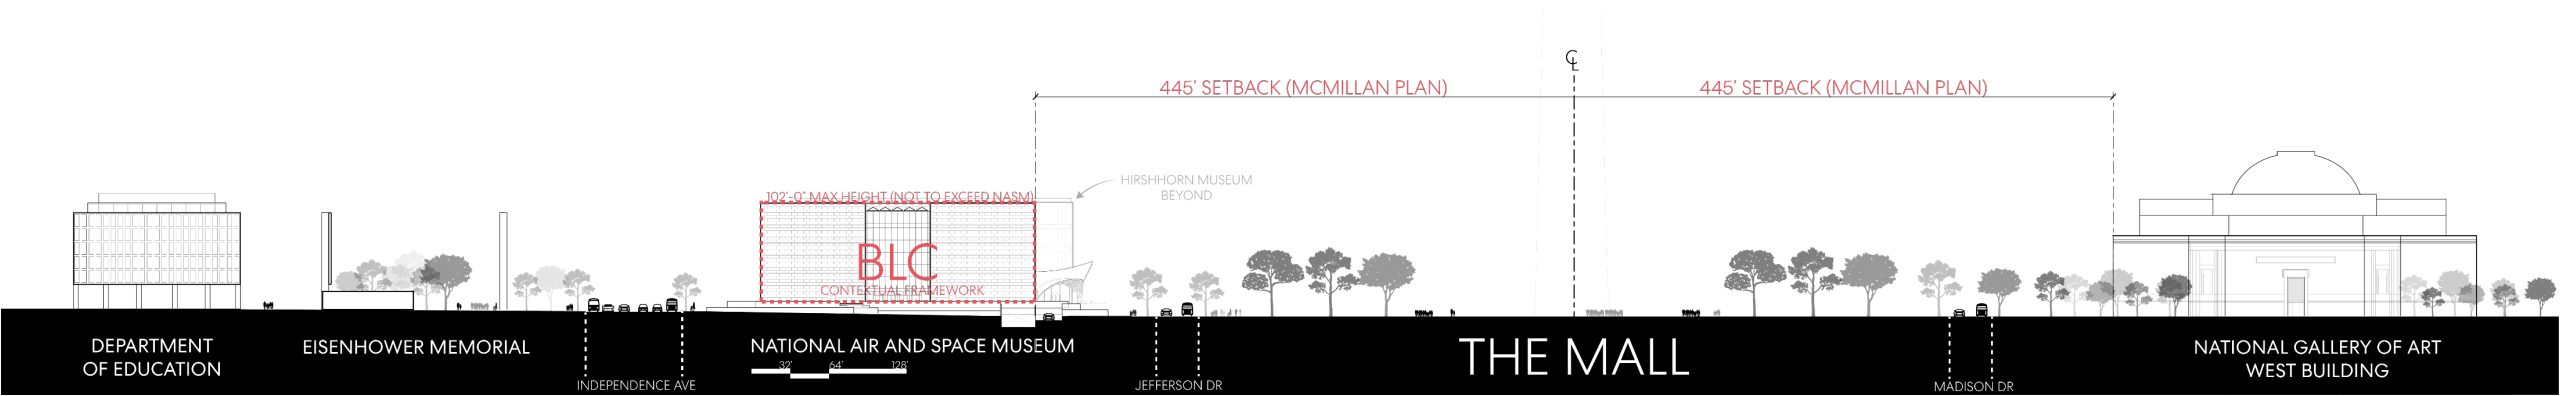 ℄
445' SETBACK (MCMILLAN PLAN)
445' SETBACK (MCMILLAN PLAN)
HIRSHHORN MUSEUM
BEYOND
102'-0" MAX HEIGHT (NOT TO EXCEED NASM)
BLC
CONTEXTUAL FRAMEWORK
DEPARTMENT
OF EDUCATION
EISENHOWER MEMORIAL
INDEPENDENCE AVE
NATIONAL AIR AND SPACE MUSEUM
32' 64' 128'
JEFFERSON DR
THE MALL
MADISON DR
NATIONAL GALLERY OF ART
WEST BUILDING